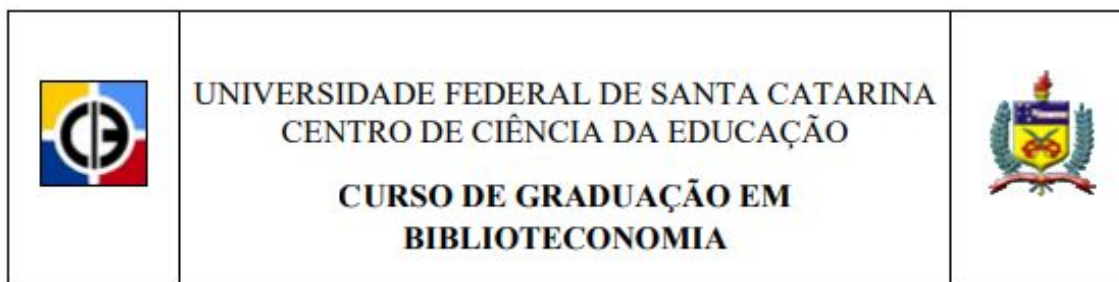 UNIVERSIDADE FEDERAL DE SANTA CATARINA
CENTRO DE CIÊNCIA DA EDUCAÇÃO
CURSO DE GRADUAÇÃO EM
BIBLIOTECONOMIA